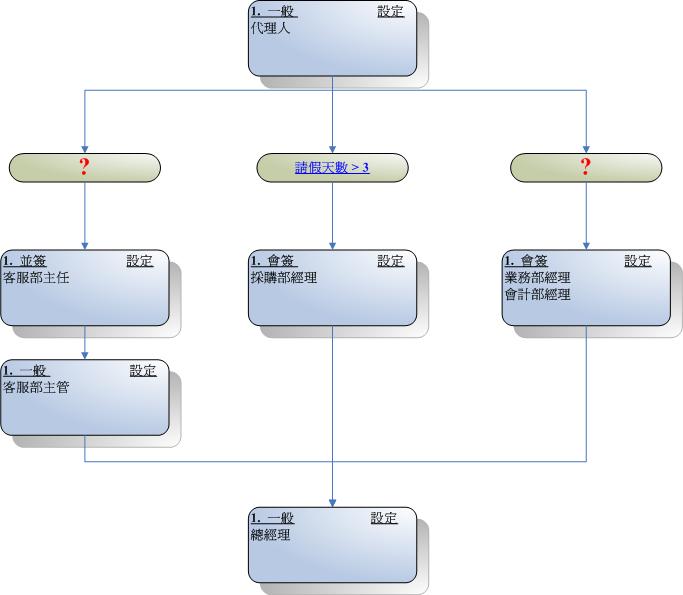 1. 一般 設定
代理人
?
請假天數 > 3
?
1. 並簽 設定
客服部主任
1. 會簽 設定
採購部經理
1. 會簽 設定
業務部經理
會計部經理
1. 一般 設定
客服部主管
1. 一般 設定
總經理